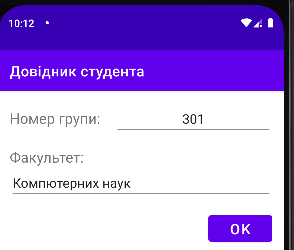 10:12
Довідник студента
Номер групи: 301
Факультет:
Компютерних наук
OK